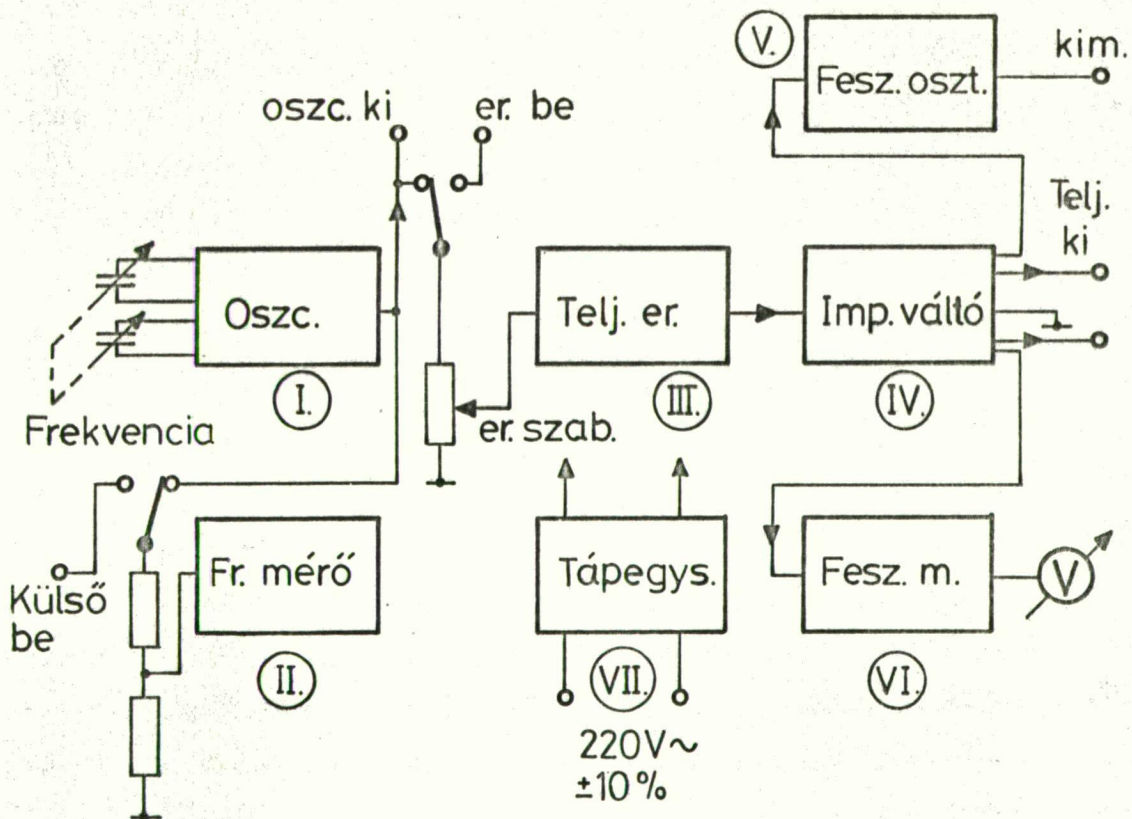 V.
Fesz. oszt.
kim.
oszc. ki
er. be
Telj.
ki
Oszc.
Telj. er.
Imp. váltó
I.
III.
IV.
Frekvencia
er. szab.
Fr. mérő
Tápegys.
Fesz. m.
V
Külső
be
II.
VII.
VI.
220V~
±10%